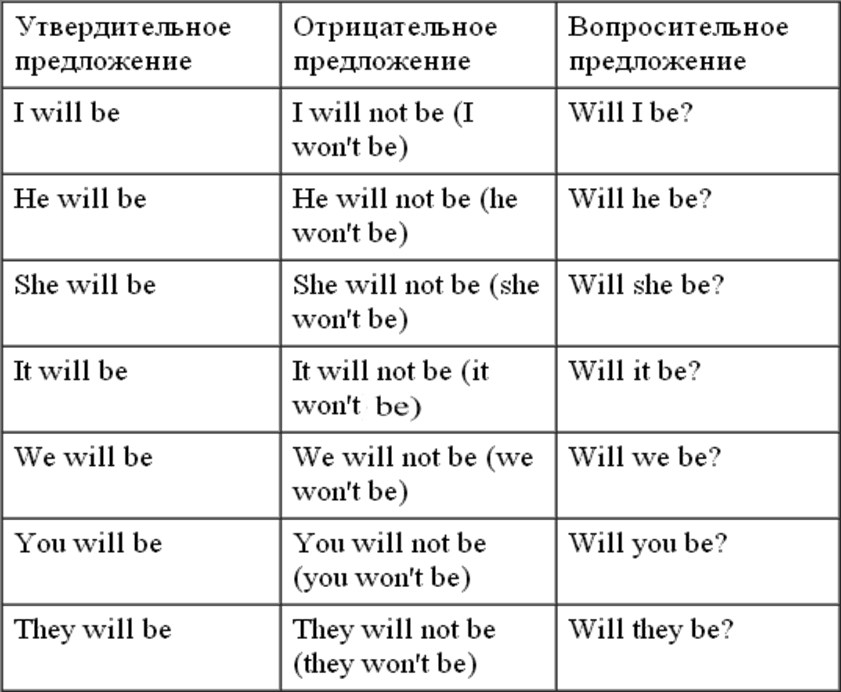 Утвердительное предложение
Отрицательное предложение
Вопросительное предложение
I will be
I will not be (I
won't be)
Will I be?
He will be
He will not be (he
won't be)
Will he be?
She will be
She will not be (she
won't be)
Will she be?
It will be
It will not be (it
won't be)
Will it be?
We will be
We will not be (we
won't be)
Will we be?
You will be
You will not be
(you won't be)
Will you be?
They will be
They will not be
(they won't be)
Will they be?